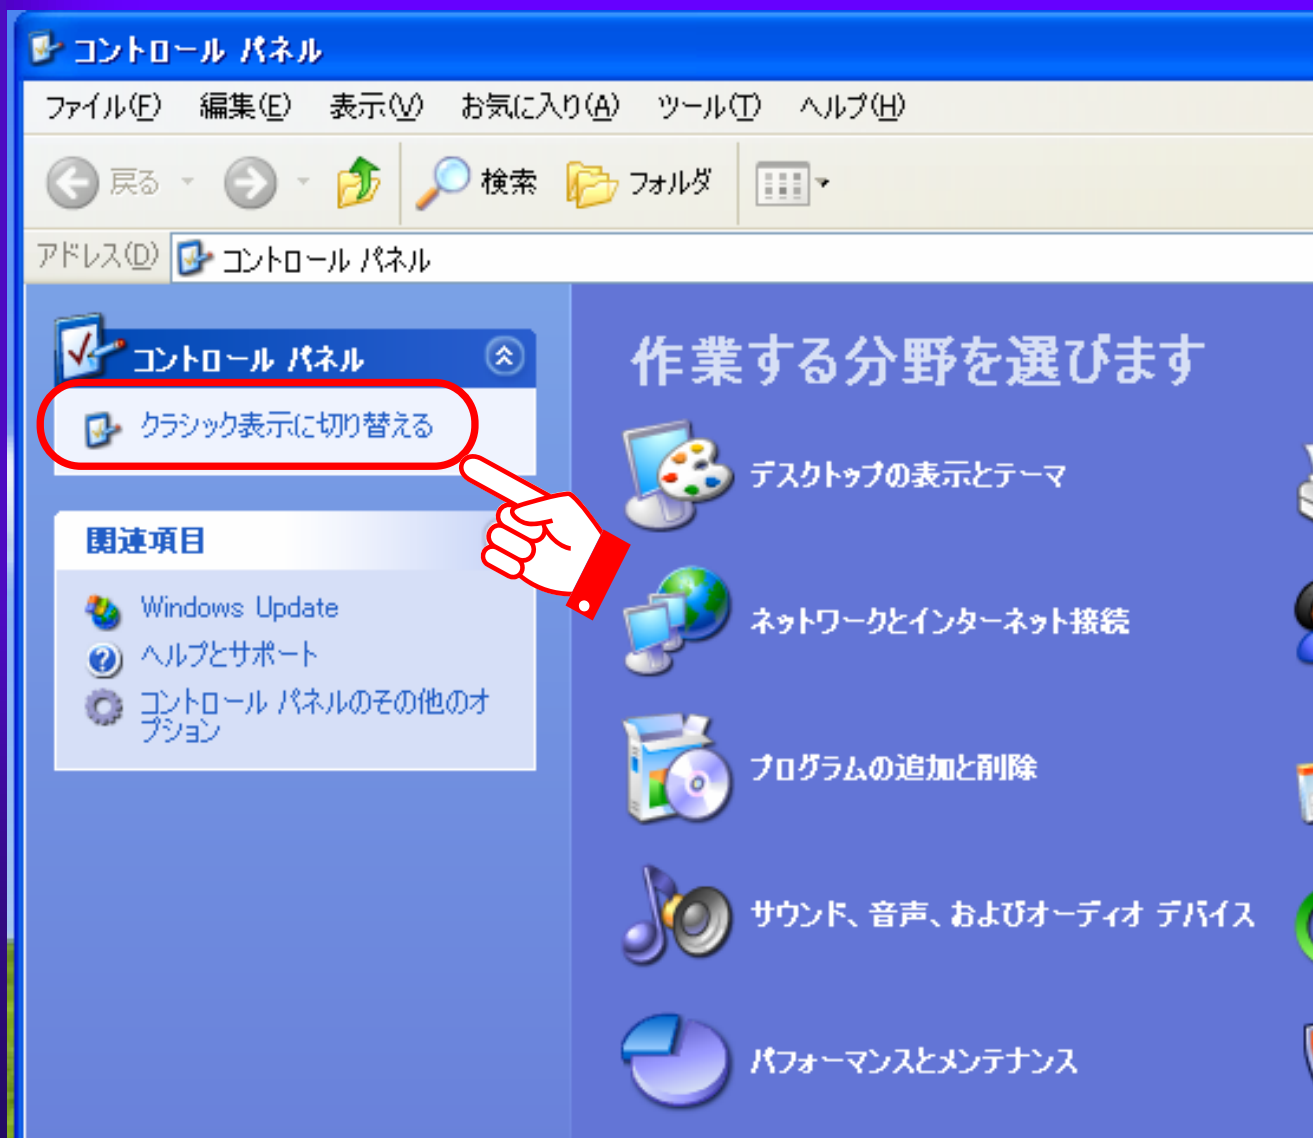 コントロール パネル
ファイル(F) 編集(E) 表示(V) お気に入り(A) ツール(T) ヘルプ(H)
戻る 検索 フォルダ
アドレス(D) コントロール パネル
コントロール パネル
クラシック表示に切り替える
関連項目
Windows Update
ヘルプとサポート
コントロール パネルのその他のオ
プション
作業する分野を選びます
デスクトップの表示とテーマ
ネットワークとインターネット接続
プログラムの追加と削除
サウンド、音声、およびオーディオ デバイス
パフォーマンスとメンテナンス